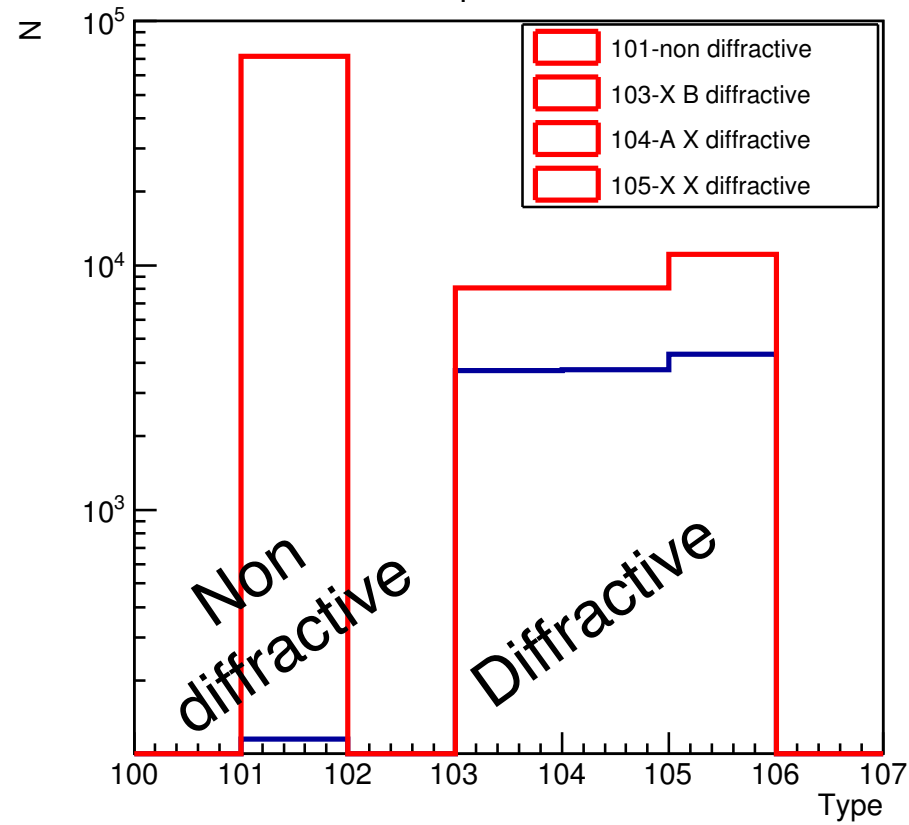 N
10^5
10^4
10^3
101-non diffractive
103-X B diffractive
104-A X diffractive
105-X X diffractive
Non
diffractive
Diffractive
100 101 102 103 104 105 106 107
Type